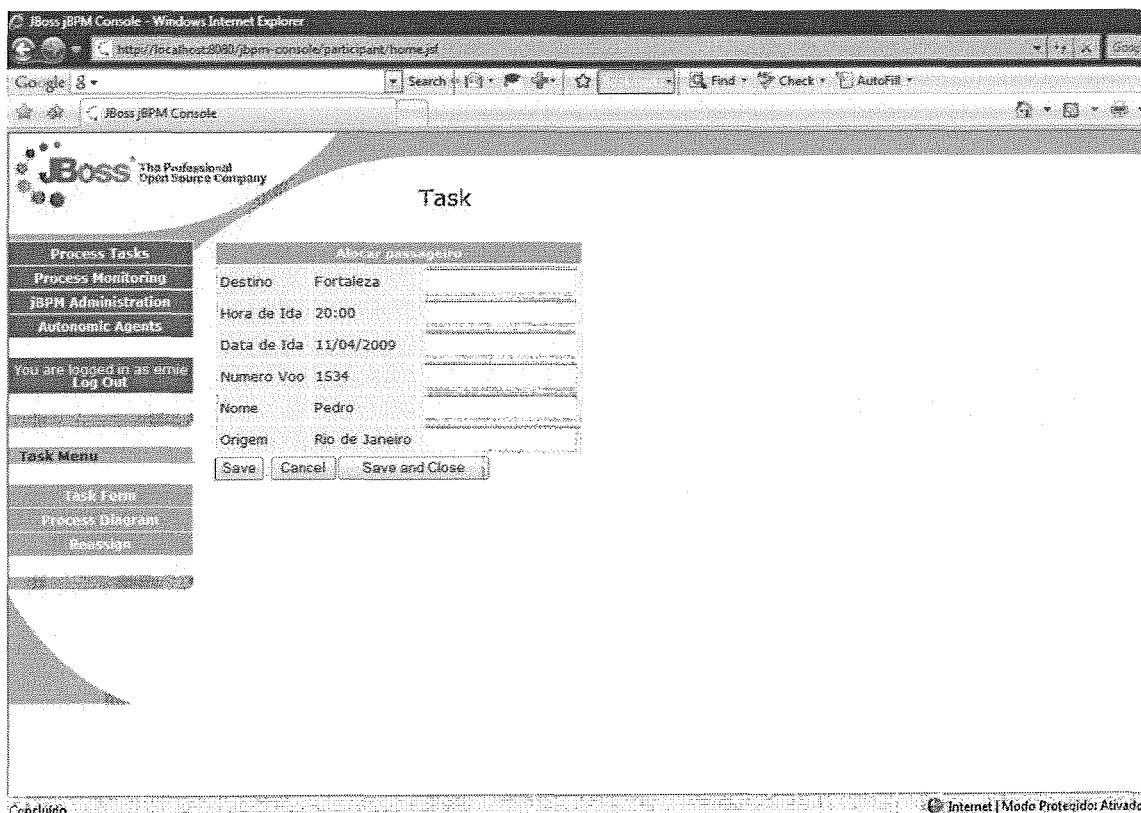 JBoss jBPM Console - Windows Internet Explorer
http://localhost:8080/jbpm-console/participant/home.jsf
Google
Search
Find
Check
AutoFill
JBoss jBPM Console
JBoss The Professional
Open Source Company
Task
Process Tasks
Process Monitoring
jBPM Administration
Autonomic Agents
You are logged in as ernie
Log Out
Task Menu
Task Form
Process Diagram
Reassign
Alocar passageiro
Destino Fortaleza
Hora de Ida 20:00
Data de Ida 11/04/2009
Numero Voo 1534
Nome Pedro
Origem Rio de Janeiro
Save Cancel Save and Close
Concluído
Internet | Modo Protegido: Ativado